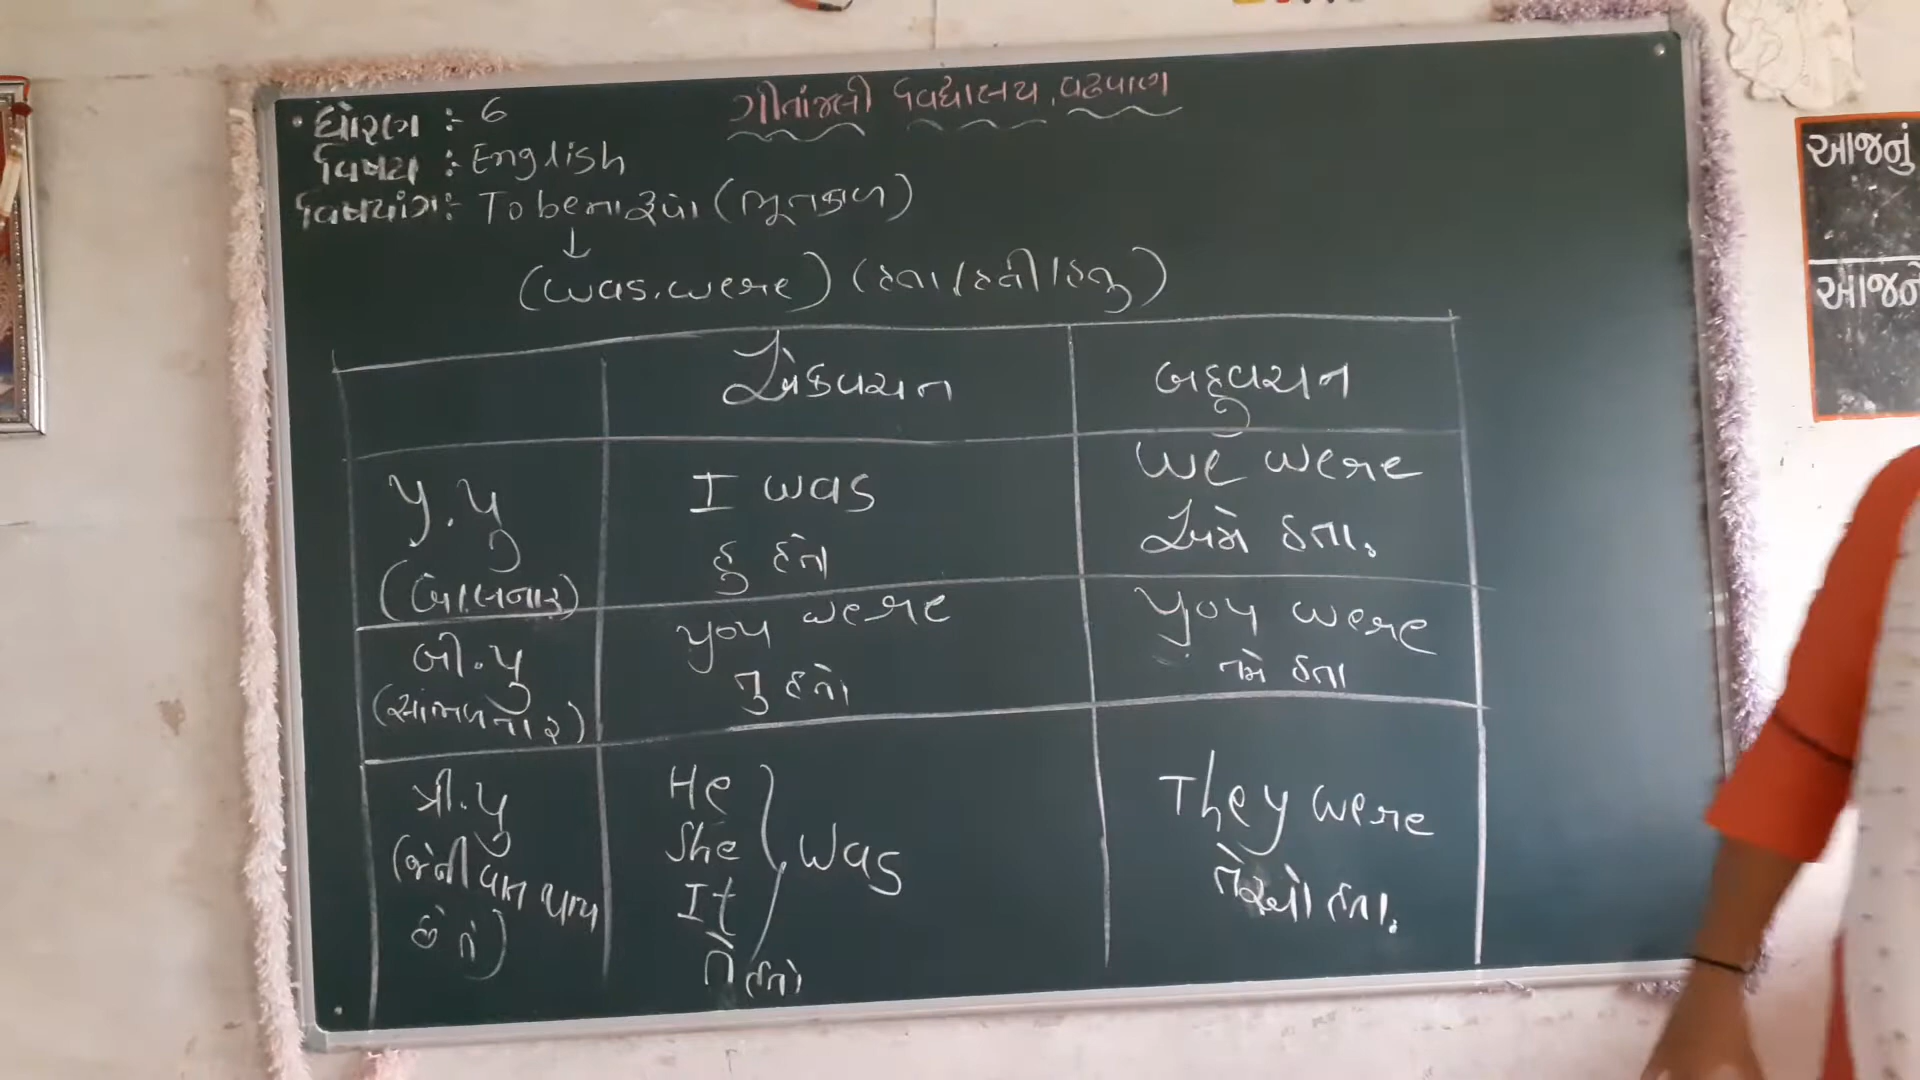 ગીતાંજલી વિદ્યાલય, વઢવાણ
ધોરણ :- 6
વિષય :- English
વિષયાંગ :- To be ના રૂપો (ભૂતકાળ)
↓
(was, were) (હતા/હતી/હતુ)
એકવચન બહુવચન
પુ.પુ I was We were
હુ હતો અમે હતા.
(બોલનાર)
બી.પુ you were you were
(સાંભળનાર) તુ હતો તમે હતા
ત્રી.પુ He They were
(જેની વાત થાય She was
છે તે) It તેઓ હતા.
તે હતો
આજનું
આજનો